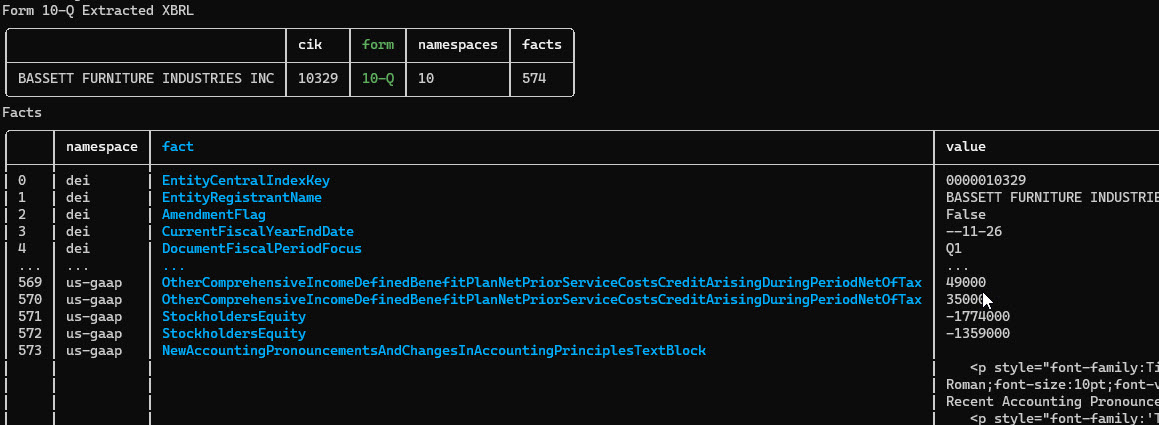 Form 10-Q Extracted XBRL
cik form namespaces facts
BASSETT FURNITURE INDUSTRIES INC 10329 10-Q 10 574
Facts
namespace fact value
0 dei EntityCentralIndexKey 0000010329
1 dei EntityRegistrantName BASSETT FURNITURE INDUSTRIE
2 dei AmendmentFlag False
3 dei CurrentFiscalYearEndDate --11-26
4 dei DocumentFiscalPeriodFocus Q1
... ... ... ...
569 us-gaap OtherComprehensiveIncomeDefinedBenefitPlanNetPriorServiceCostsCreditArisingDuringPeriodNetOfTax 49000
570 us-gaap OtherComprehensiveIncomeDefinedBenefitPlanNetPriorServiceCostsCreditArisingDuringPeriodNetOfTax 35000
571 us-gaap StockholdersEquity -1774000
572 us-gaap StockholdersEquity -1359000
573 us-gaap NewAccountingPronouncementsAndChangesInAccountingPrinciplesTextBlock
<p style="font-family:Ti
Roman;font-size:10pt;font-v
Recent Accounting Pronounce
<p style="font-family:'T